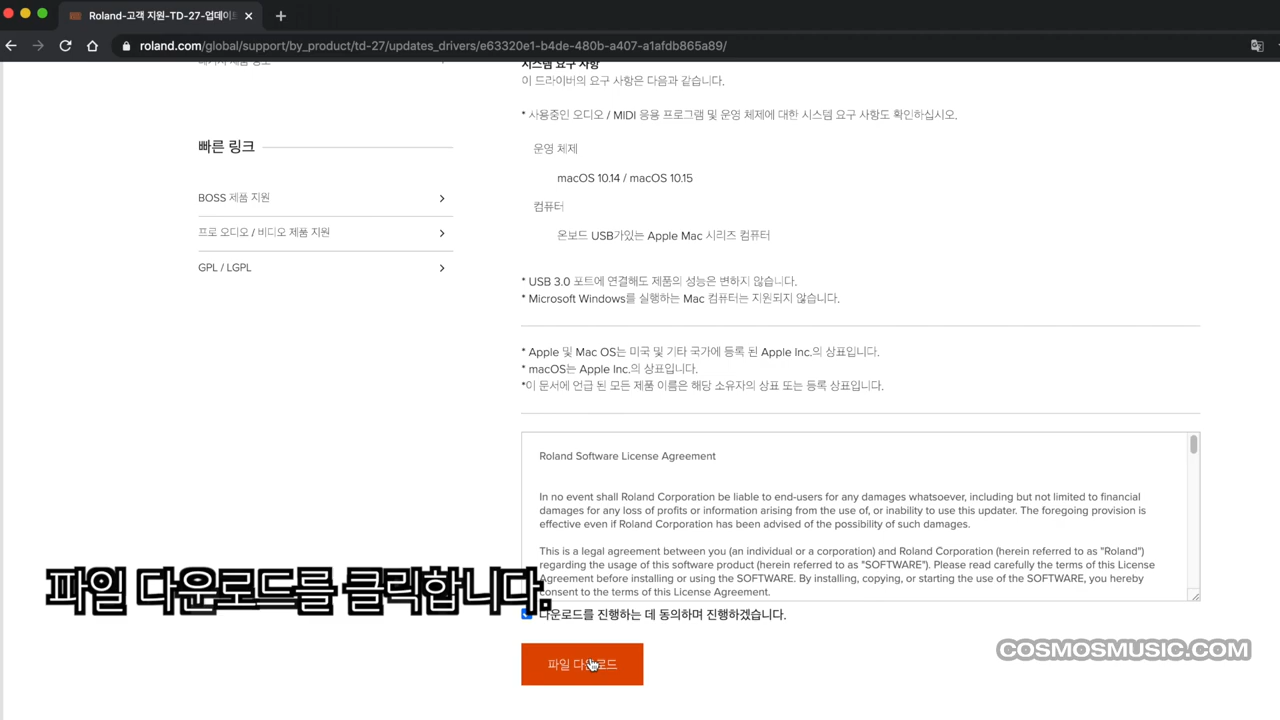 Roland-고객 지원-TD-27-업데이트
roland.com/global/support/by_product/td-27/updates_drivers/e63320e1-b4de-480b-a407-a1afdb865a89/
시스템 요구 사항
이 드라이버의 요구 사항은 다음과 같습니다.
* 사용중인 오디오 / MIDI 응용 프로그램 및 운영 체제에 대한 시스템 요구 사항도 확인하십시오.
빠른 링크
운영 체제
macOS 10.14 / macOS 10.15
BOSS 제품 지원
컴퓨터
프로 오디오 / 비디오 제품 지원
온보드 USB가있는 Apple Mac 시리즈 컴퓨터
GPL / LGPL
* USB 3.0 포트에 연결해도 제품의 성능은 변하지 않습니다.
* Microsoft Windows를 실행하는 Mac 컴퓨터는 지원되지 않습니다.
* Apple 및 Mac OS는 미국 및 기타 국가에 등록 된 Apple Inc.의 상표입니다.
* macOS는 Apple Inc.의 상표입니다.
*이 문서에 언급 된 모든 제품 이름은 해당 소유자의 상표 또는 등록 상표입니다.
Roland Software License Agreement
In no event shall Roland Corporation be liable to end-users for any damages whatsoever, including but not limited to financial
damages for any loss of profits or information arising from the use of, or inability to use this updater. The foregoing provision is
effective even if Roland Corporation has been advised of the possibility of such damages.
This is a legal agreement between you (an individual or a corporation) and Roland Corporation (herein referred to as "Roland")
regarding the usage of this software product (herein referred to as "SOFTWARE"). Please read carefully the terms of this License
Agreement before installing or using the SOFTWARE. By installing, copying, or starting the use of the SOFTWARE, you hereby
consent to the terms of this License Agreement.
파일 다운로드를 클릭합니다.
다운로드를 진행하는 데 동의하며 진행하겠습니다.
파일 다운로드
COSMOSMUSIC.COM